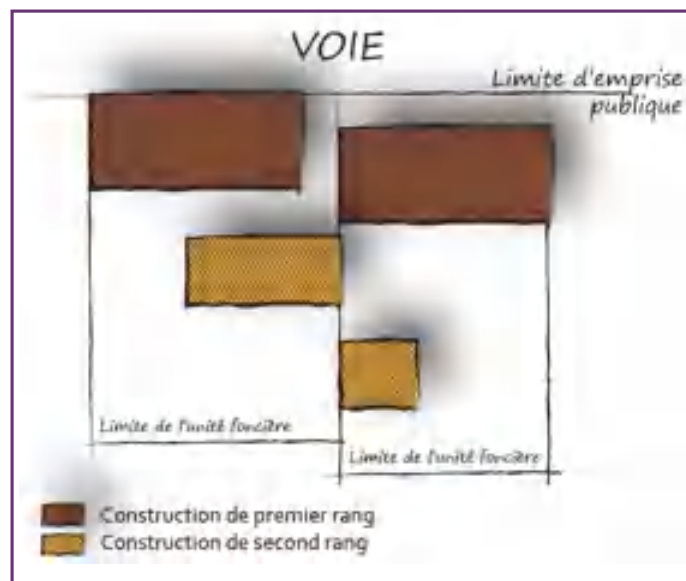 VOIE
Limite d'emprise
publique
Limite de l'unité foncière
Limite de l'unité foncière
Construction de premier rang
Construction de second rang